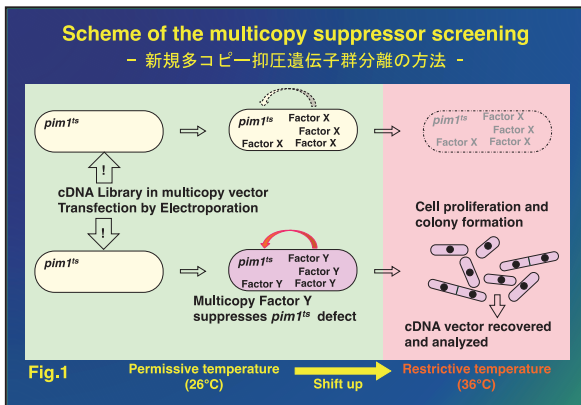 Scheme of the multicopy suppressor screening
− 新規多コピー抑圧遺伝子群分離の方法 −
pim1ts
pim1ts
Factor X
Factor X
Factor X
Factor X
pim1ts
Factor X
Factor X
Factor X
Factor X
!
cDNA Library in multicopy vector
Transfection by Electroporation
!
Cell proliferation and
colony formation
pim1ts
pim1ts
Factor Y
Factor Y
Factor Y
Factor Y
Multicopy Factor Y
suppresses pim1ts defect
cDNA vector recovered
and analyzed
Fig.1
Permissive temperature
(26°C)
Shift up
Restrictive temperature
(36°C)